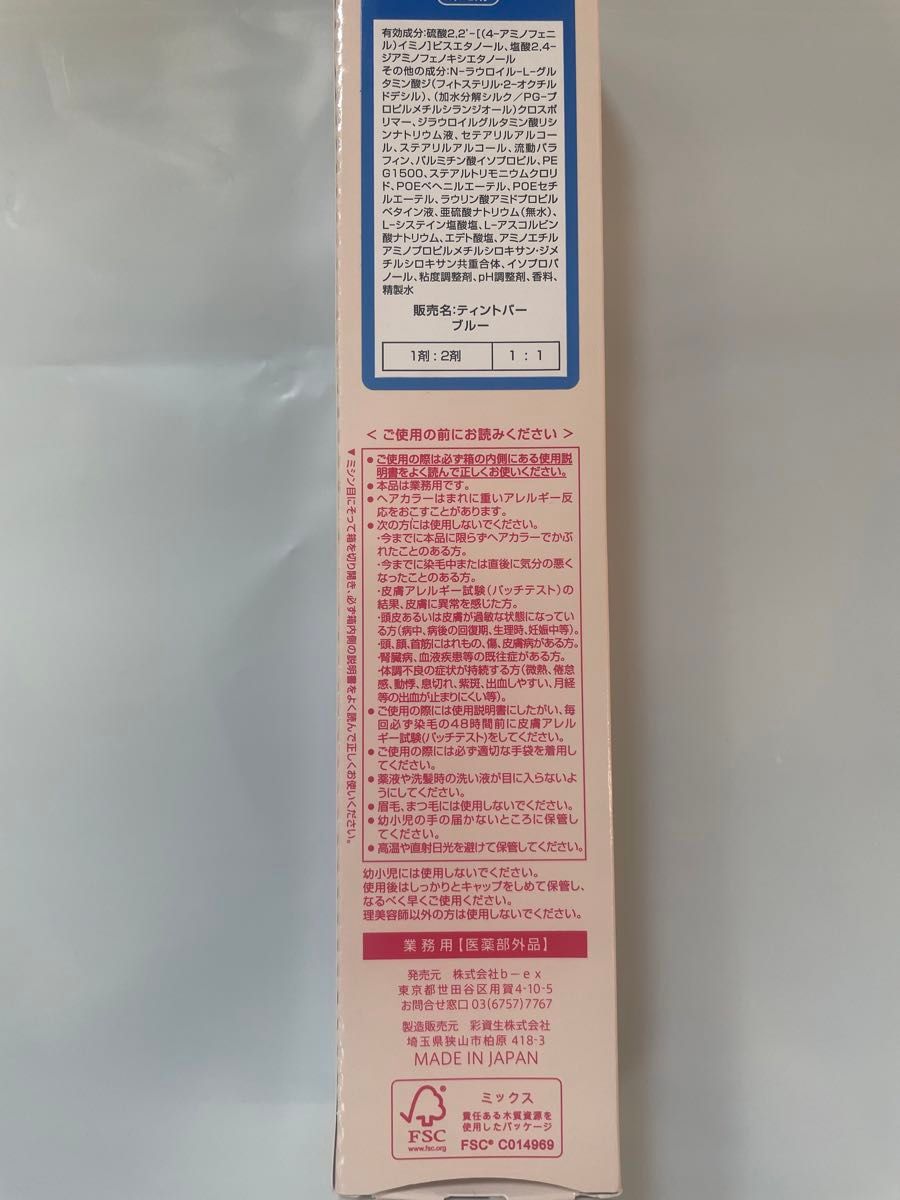 有効成分:硫酸2,2'-[(4-アミノフェニ
ル)イミノ]ビスエタノール、塩酸2,4-
ジアミノフェノキシエタノール
その他の成分:N-ラウロイル-L-グル
タミン酸ジ(フィトステリル・2-オクチル
ドデシル)、(加水分解シルク/PG-プ
ロピルメチルシランジオール)クロスポ
リマー、ジラウロイルグルタミン酸リシ
ンナトリウム液、セテアリルアルコー
ル、ステアリルアルコール、流動パラ
フィン、パルミチン酸イソプロピル、PE
G1500、ステアルトリモニウムクロリ
ド、POEベヘニルエーテル、POEセチ
ルエーテル、ラウリン酸アミドプロピル
ベタイン液、亜硫酸ナトリウム(無水)、
L-システイン塩酸塩、L-アスコルビン
酸ナトリウム、エデト酸塩、アミノエチル
アミノプロピルメチルシロキサン・ジメ
チルシロキサン共重合体、イソプロパ
ノール、粘度調整剤、pH調整剤、香料、
精製水
販売名:ティントバー
ブルー
1剤:2剤 1:1
< ご使用の前にお読みください >
● ご使用の際は必ず箱の内側にある使用説
明書をよく読んで正しくお使いください。
● 本品は業務用です。
● ヘアカラーはまれに重いアレルギー反
応をおこすことがあります。
● 次の方には使用しないでください。
・今までに本品に限らずヘアカラーでかぶ
れたことのある方。
・今までに染毛中または直後に気分の悪く
なったことのある方。
・皮膚アレルギー試験(パッチテスト)の
結果、皮膚に異常を感じた方。
・頭皮あるいは皮膚が過敏な状態になってい
る方(病中、病後の回復期、生理時、妊娠中等)。
・頭、顔、首筋にはれもの、傷、皮膚病がある方。
・腎臓病、血液疾患等の既往症がある方。
・体調不良の症状が持続する方(微熱、倦怠
感、動悸、息切れ、紫斑、出血しやすい、月経
等の出血が止まりにくい等)。
● ご使用の際には使用説明書にしたがい、毎
回必ず染毛の48時間前に皮膚アレル
ギー試験(パッチテスト)をしてください。
● ご使用の際には必ず適切な手袋を着用し
てください。
● 薬液や洗髪時の洗い液が目に入らないよ
うにしてください。
● 眉毛、まつ毛には使用しないでください。
● 幼小児の手の届かないところに保管し
てください。
● 高温や直射日光を避けて保管してください。
▼ミシン目にそって箱を切り開き、必ず箱内側の説明書をよく読んで正しくお使いください。
幼小児には使用しないでください。
使用後はしっかりとキャップをしめて保管し、
なるべく早くご使用ください。
理美容師以外の方は使用しないでください。
業務用【医薬部外品】
発売元 株式会社b-ex
東京都世田谷区用賀4-10-5
お問合せ窓口 03(6757)7767
製造販売元 彩資生株式会社
埼玉県狭山市柏原 418-3
MADE IN JAPAN
FSC
www.fsc.org
ミックス
責任ある木質資源を
使用したパッケージ
FSC® C014969